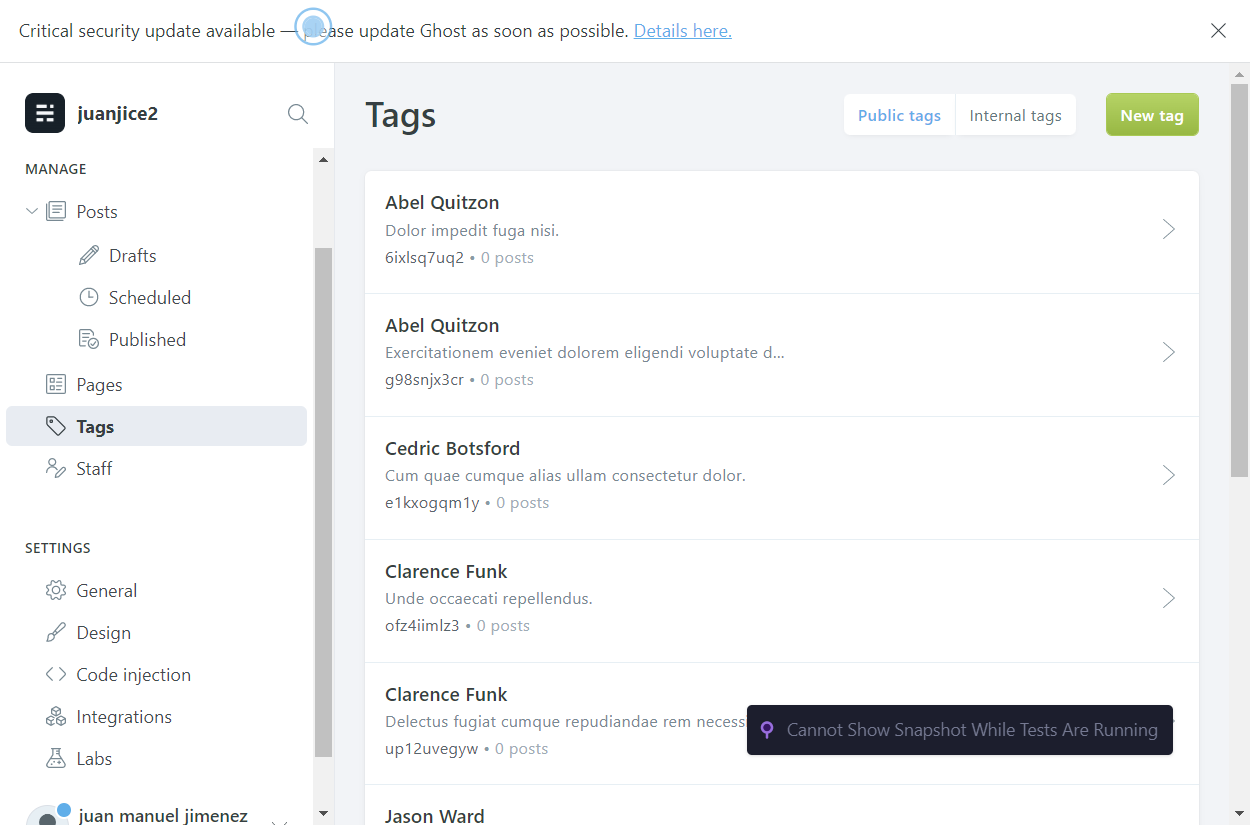 Critical security update available — please update Ghost as soon as possible. Details here.
juanjice2
MANAGE
Posts
Drafts
Scheduled
Published
Pages
Tags
Staff
SETTINGS
General
Design
Code injection
Integrations
Labs
juan manuel jimenez
Tags
Public tags
Internal tags
New tag
Abel Quitzon
Dolor impedit fuga nisi.
6ixlsq7uq2 • 0 posts
Abel Quitzon
Exercitationem eveniet dolorem eligendi voluptate d...
g98snjx3cr • 0 posts
Cedric Botsford
Cum quae cumque alias ullam consectetur dolor.
e1kxogqm1y • 0 posts
Clarence Funk
Unde occaecati repellendus.
ofz4iimlz3 • 0 posts
Clarence Funk
Delectus fugiat cumque repudiandae rem necess
up12uvegyw • 0 posts
Cannot Show Snapshot While Tests Are Running
Jason Ward